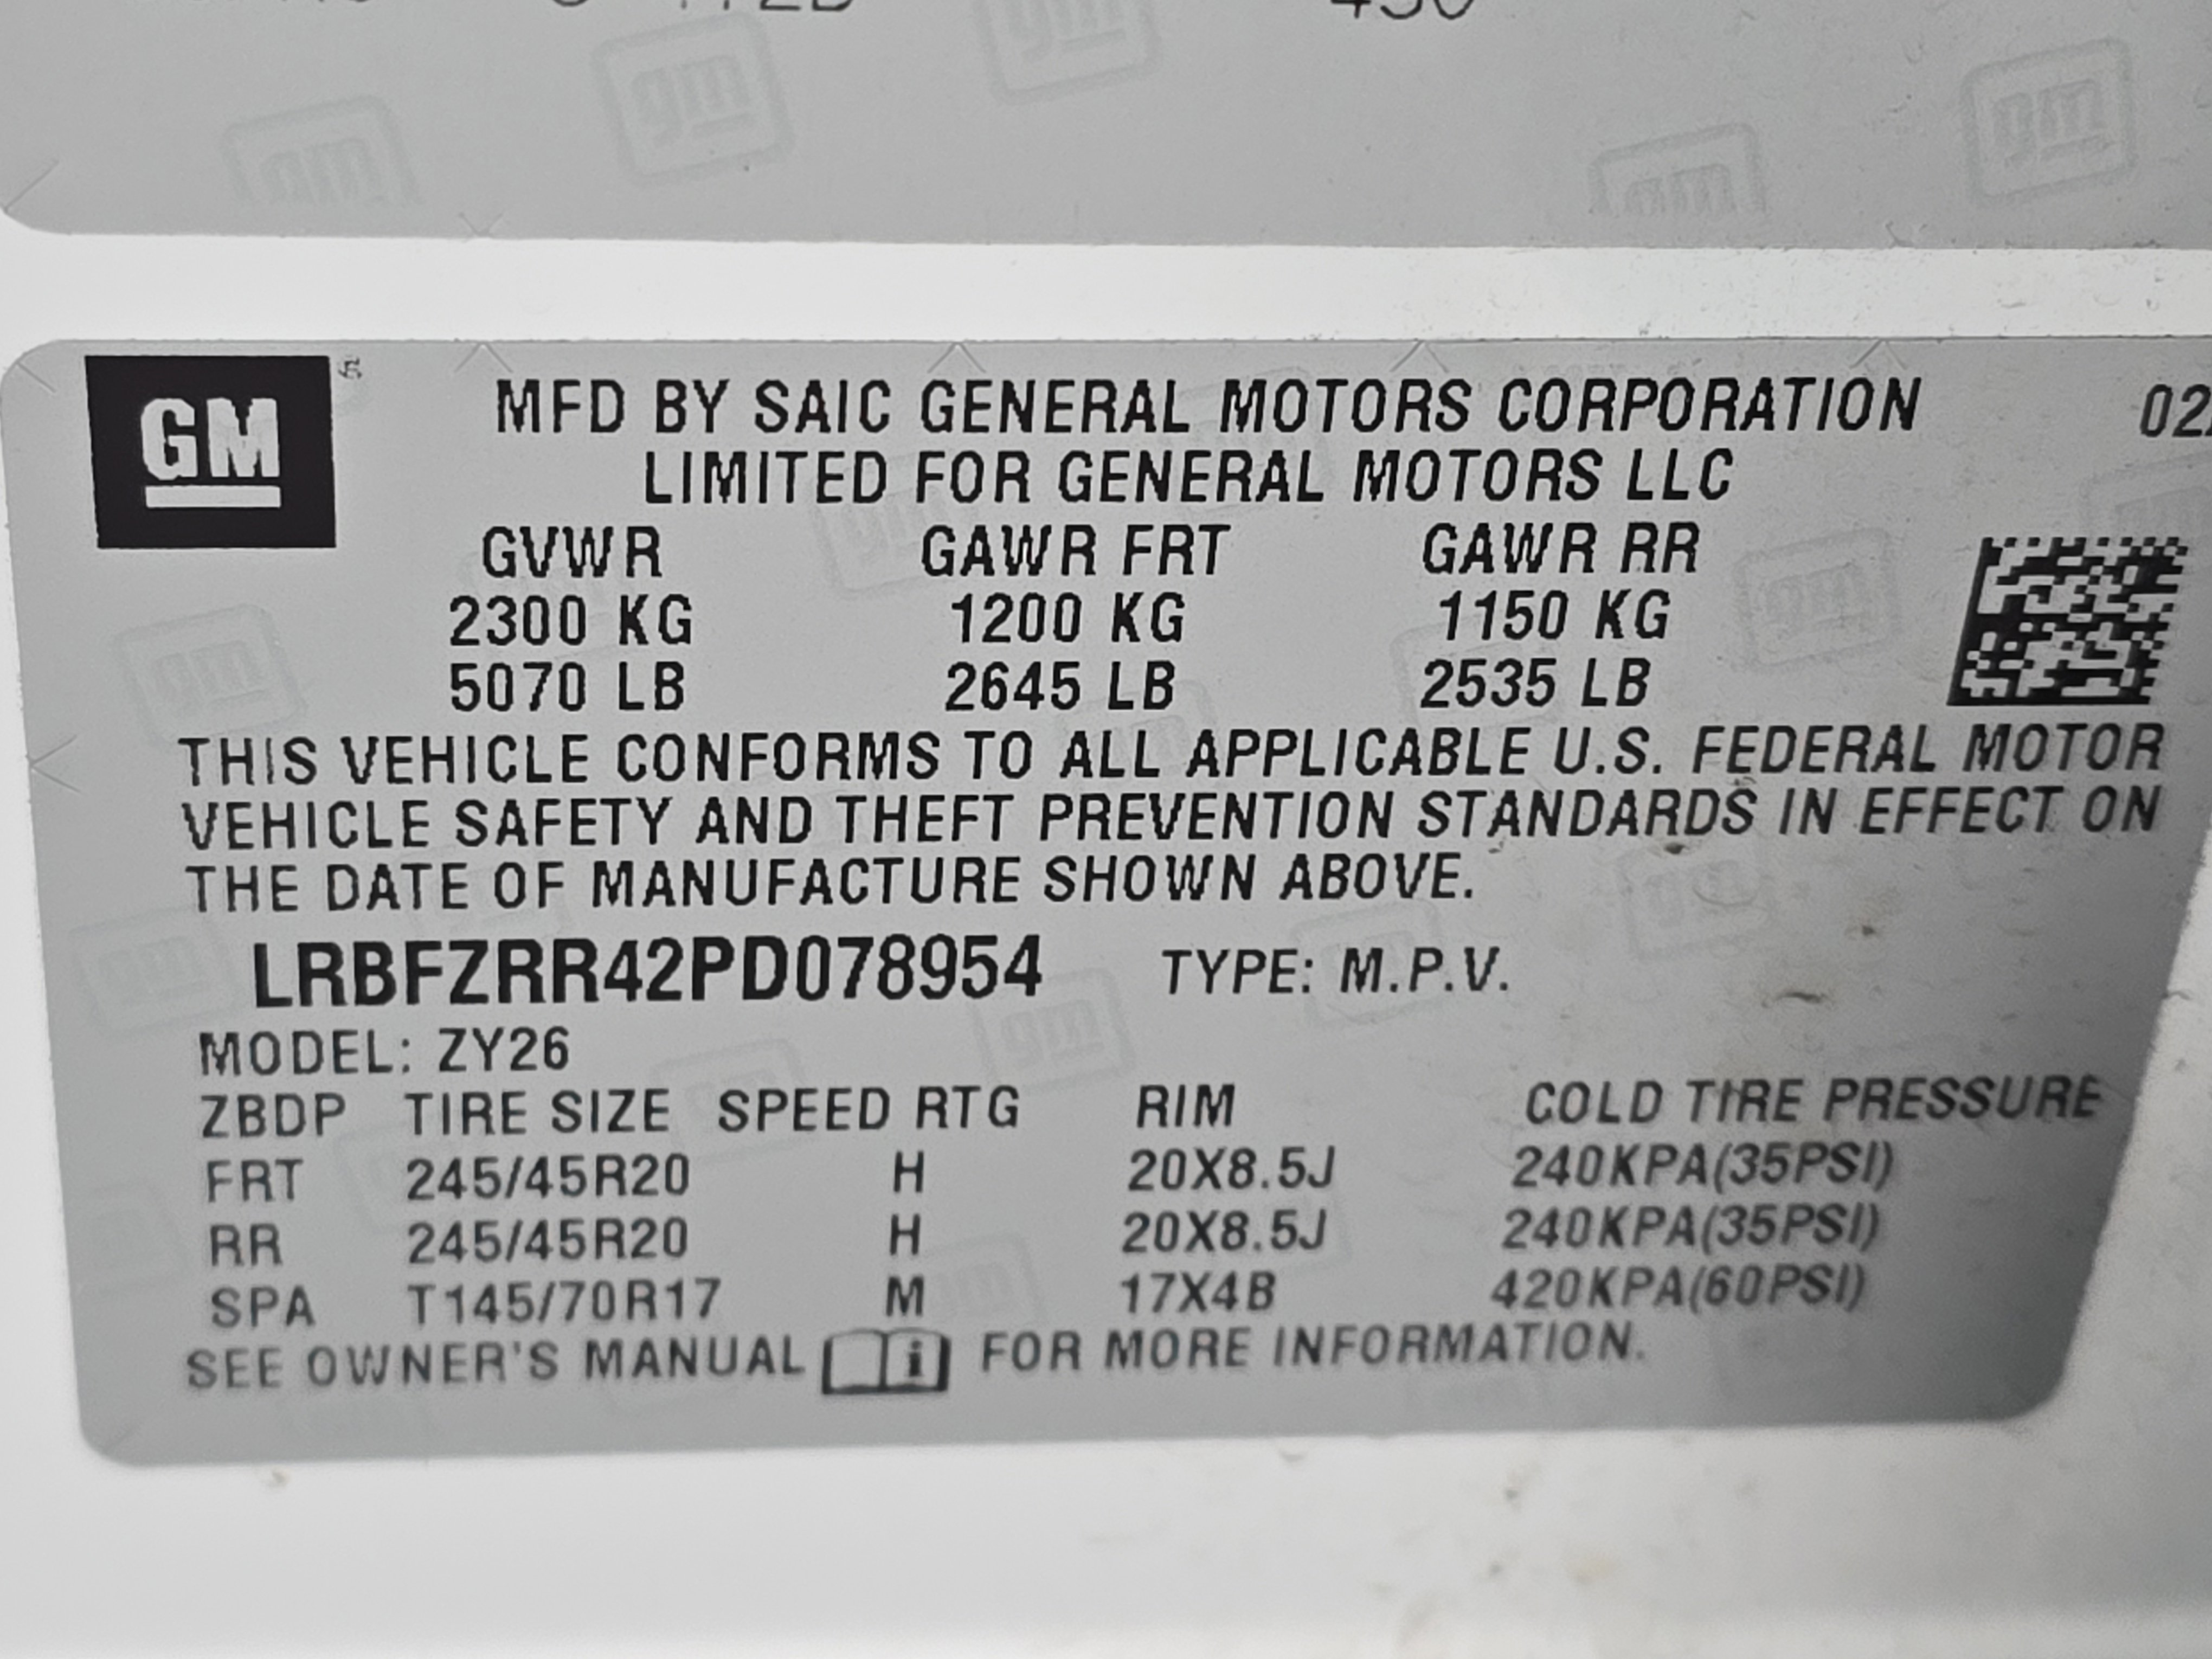 GM
MFD BY SAIC GENERAL MOTORS CORPORATION 02
LIMITED FOR GENERAL MOTORS LLC
GVWR GAWR FRT GAWR RR
2300 KG 1200 KG 1150 KG
5070 LB 2645 LB 2535 LB
THIS VEHICLE CONFORMS TO ALL APPLICABLE U.S. FEDERAL MOTOR
VEHICLE SAFETY AND THEFT PREVENTION STANDARDS IN EFFECT ON
THE DATE OF MANUFACTURE SHOWN ABOVE.
LRBFZRR42PD078954 TYPE: M.P.V.
MODEL: ZY26
ZBDP TIRE SIZE SPEED RTG RIM COLD TIRE PRESSURE
FRT 245/45R20 H 20X8.5J 240KPA(35PSI)
RR 245/45R20 H 20X8.5J 240KPA(35PSI)
SPA T145/70R17 M 17X4B 420KPA(60PSI)
SEE OWNER'S MANUAL i FOR MORE INFORMATION.